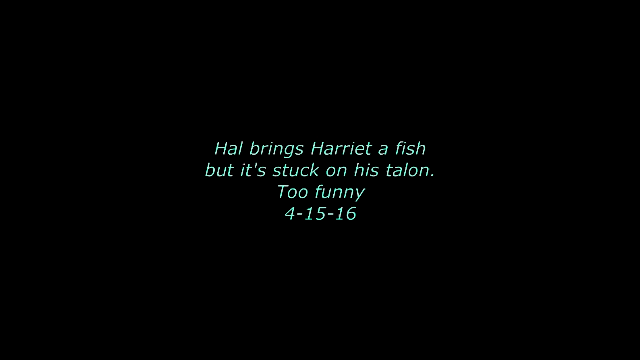 Hal brings Harriet a fish
but it's stuck on his talon.
Too funny
4-15-16